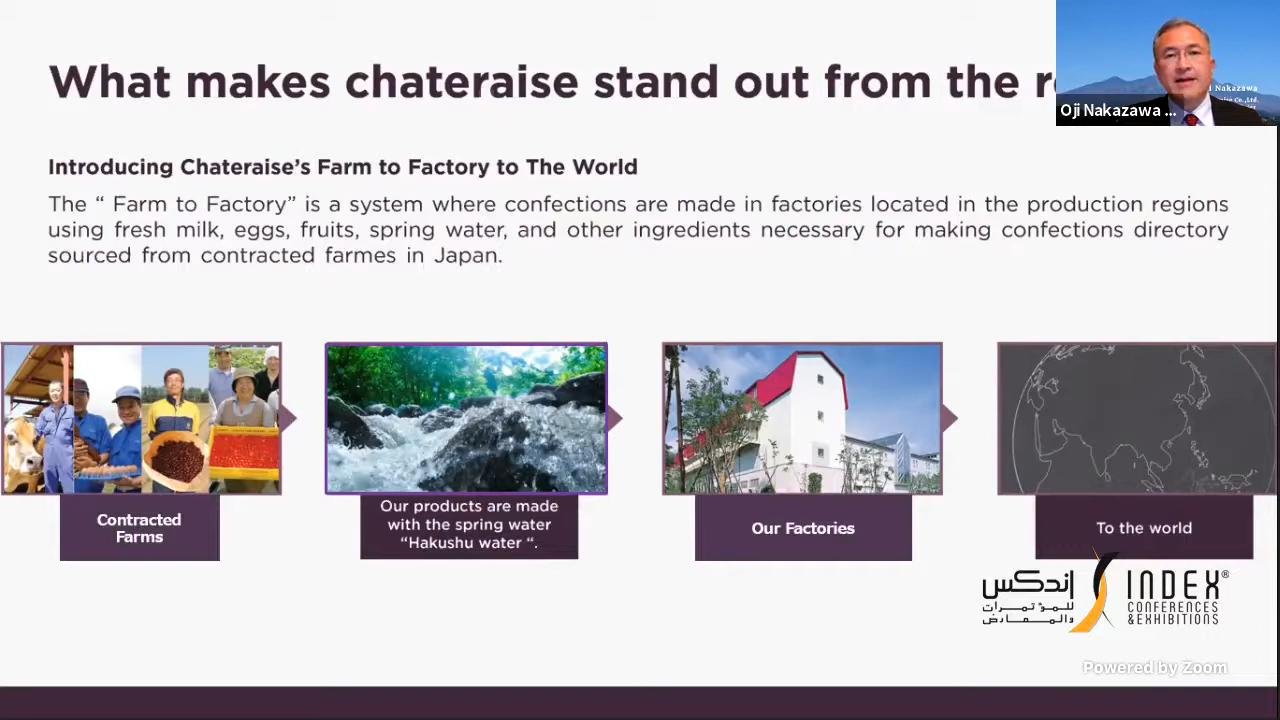 What makes chateraise stand out from the
Oji Nakazawa ...
i Nakazawa
Co.,Ltd.
Introducing Chateraise’s Farm to Factory to The World
The “ Farm to Factory” is a system where confections are made in factories located in the production regions
using fresh milk, eggs, fruits, spring water, and other ingredients necessary for making confections directory
sourced from contracted farmes in Japan.
Contracted
Farms
Our products are made
with the spring water
“Hakushu water “.
Our Factories
To the world
إندكس
للمؤتمرات
والمعارض
INDEX®
CONFERENCES
& EXHIBITIONS
Powered by Zoom